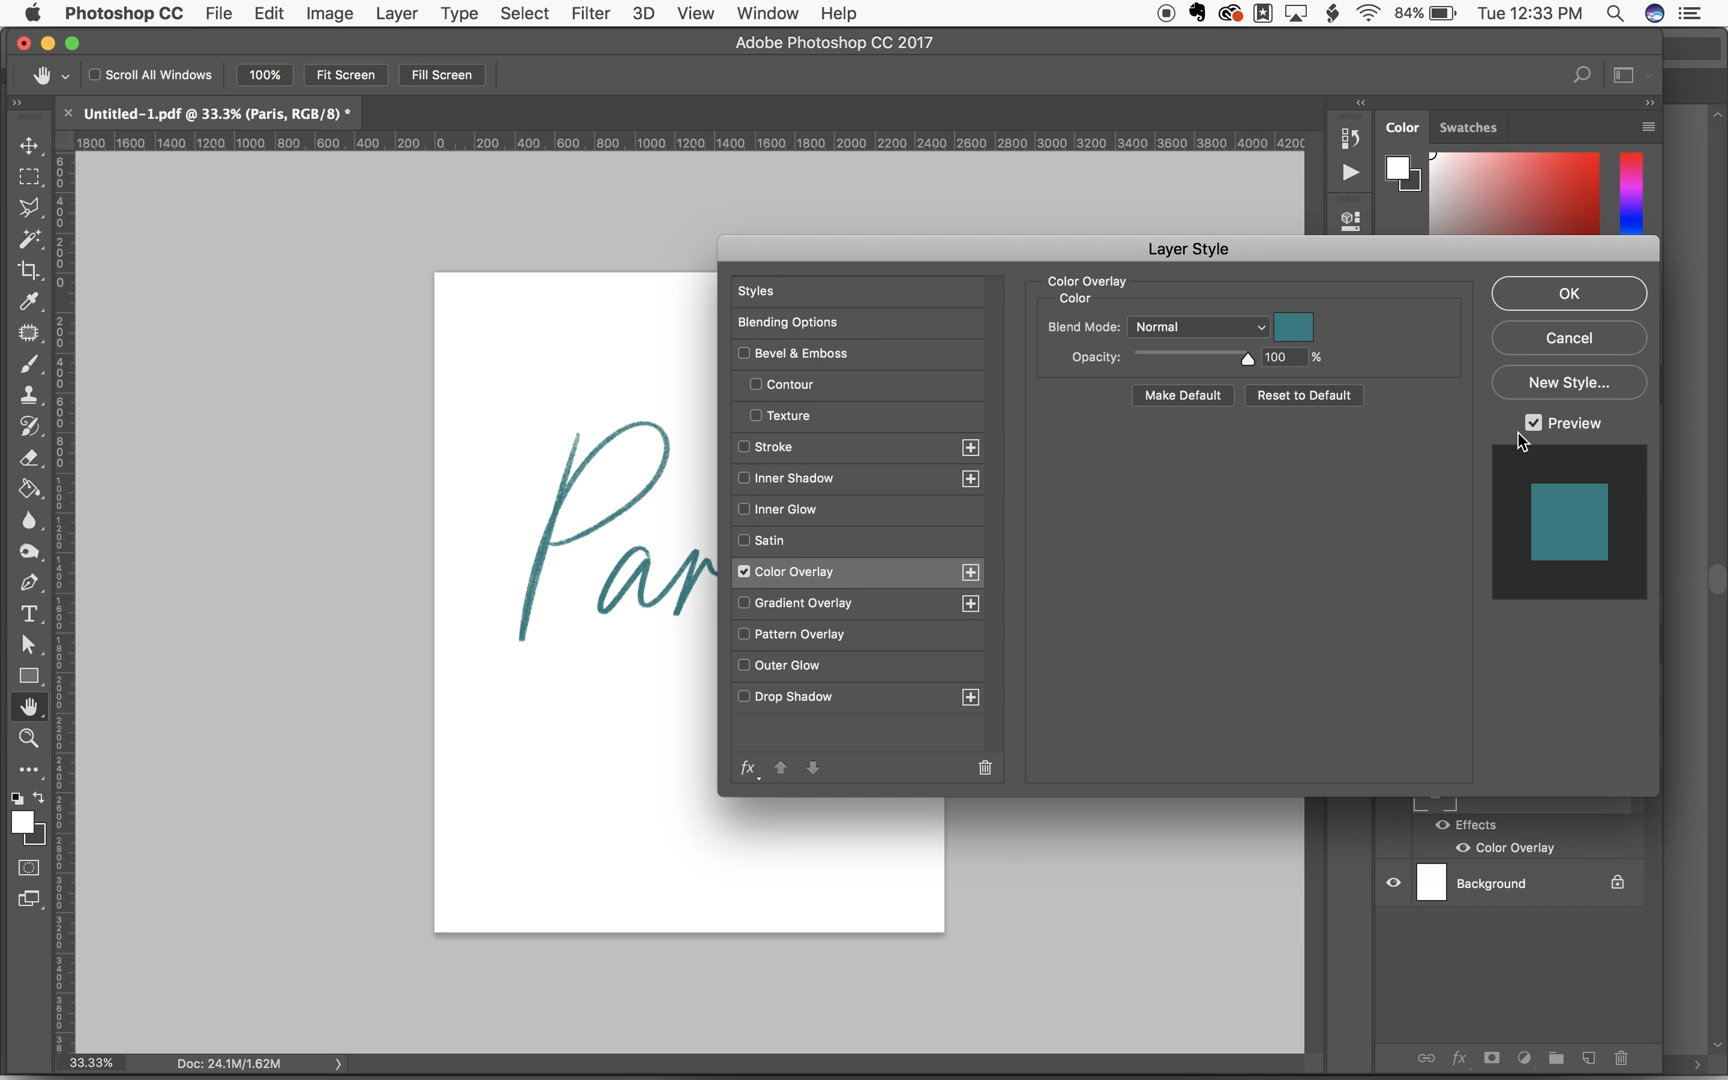 Photoshop CC File Edit Image Layer Type Select Filter 3D View Window Help 84% Tue 12:33 PM
Adobe Photoshop CC 2017
Scroll All Windows 100% Fit Screen Fill Screen
Untitled-1.pdf @ 33.3% (Paris, RGB/8) *
Color Swatches
1800 1600 1400 1200 1000 800 600 400 200 0 200 400 600 800 1000 1200 1400 1600 1800 2000 2200 2400 2600 2800 3000 3200 3400 3600 3800 4000 4200
Layer Style
Styles
Blending Options
Bevel & Emboss
Contour
Texture
Stroke
Inner Shadow
Inner Glow
Satin
Color Overlay
Gradient Overlay
Pattern Overlay
Outer Glow
Drop Shadow
fx
Color Overlay
Color
Blend Mode: Normal
Opacity: 100 %
Make Default Reset to Default
OK
Cancel
New Style...
Preview
Par
Effects
Color Overlay
Background
33.33% Doc: 24.1M/1.62M
fx